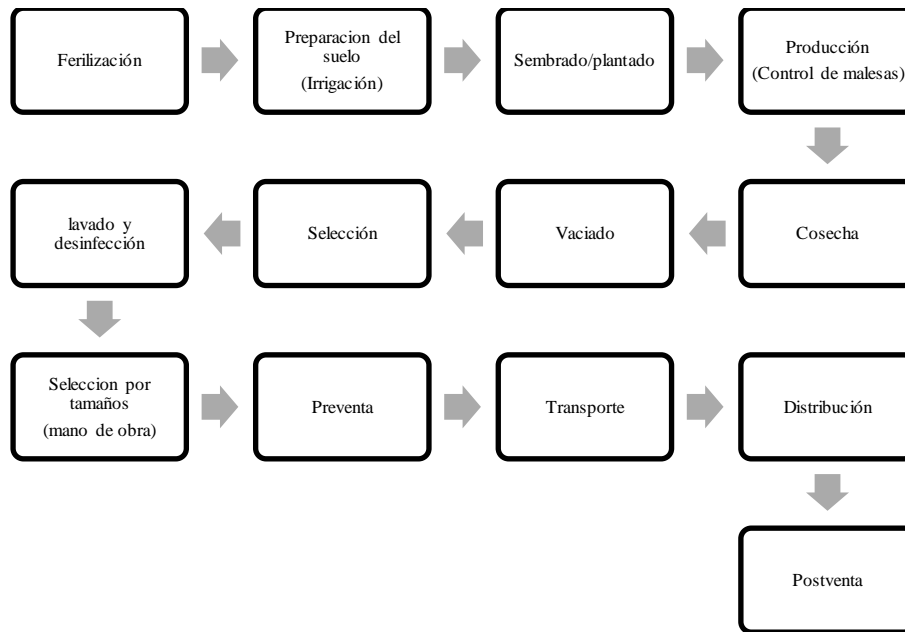 Ferilización
Preparacion del
suelo
(Irrigación)
Sembrado/plantado
Producción
(Control de malesas)
Cosecha
Vaciado
Selección
lavado y
desinfección
Seleccion por
tamaños
(mano de obra)
Preventa
Transporte
Distribución
Postventa